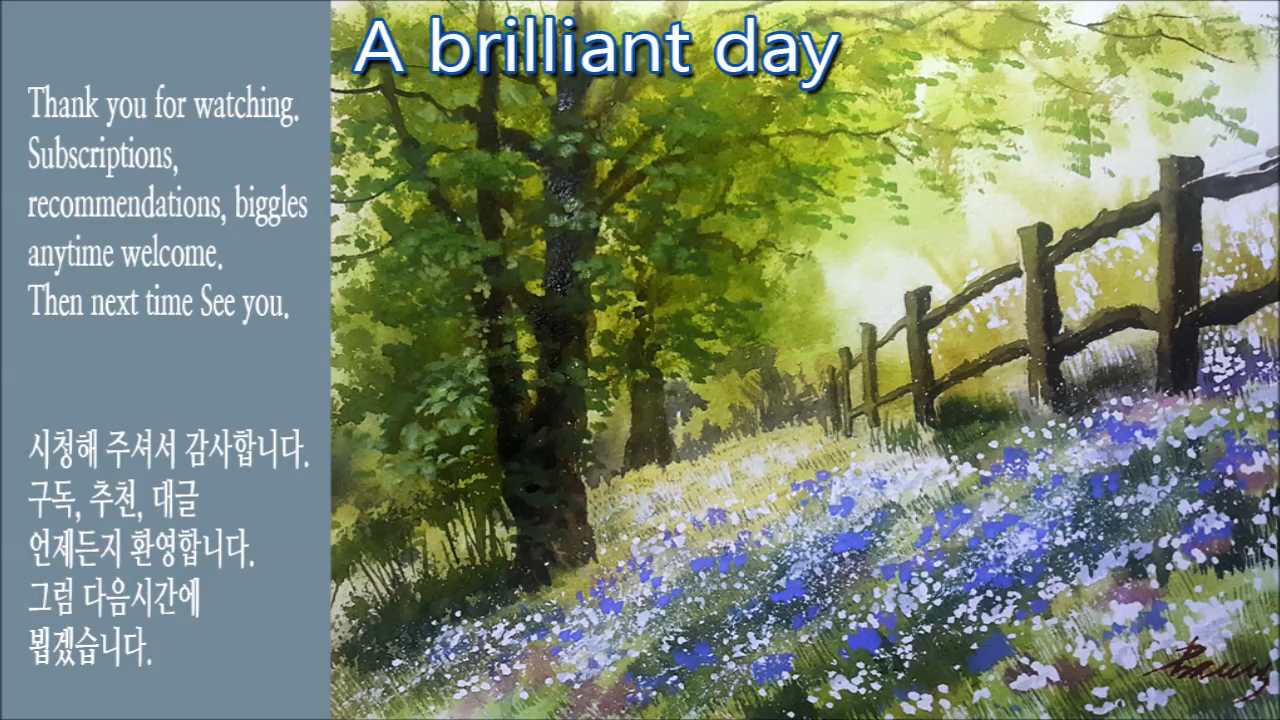 A brilliant day
Thank you for watching.
Subscriptions,
recommendations, biggles
anytime welcome.
Then next time See you.
시청해 주셔서 감사합니다.
구독, 추천, 대글
언제든지 환영합니다.
그럼 다음시간에
뵙겠습니다.